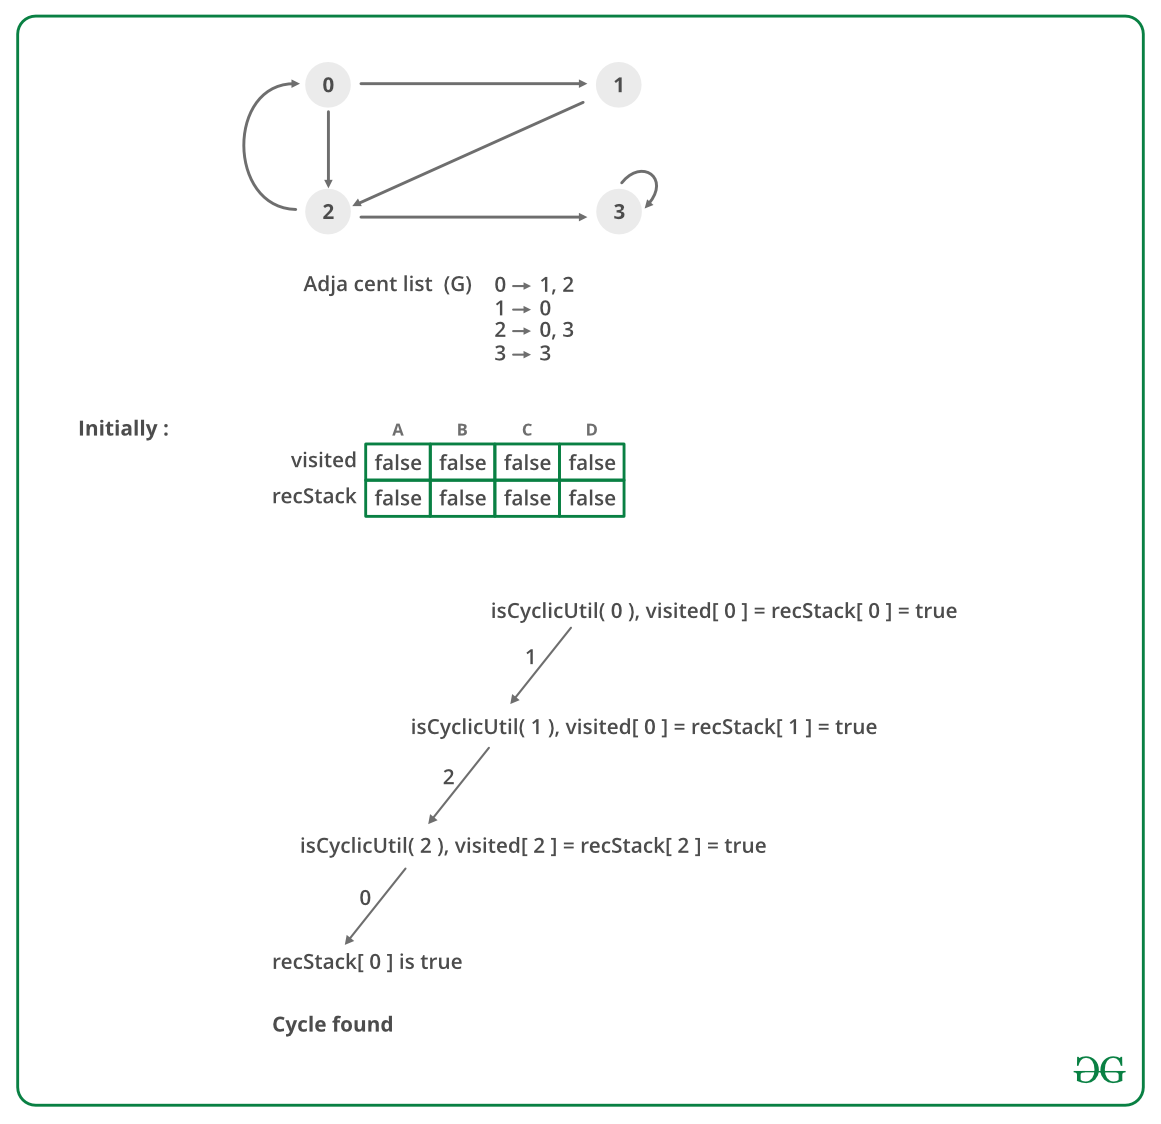 0 1
2 3
Adja cent list (G) 0 → 1, 2
1 → 0
2 → 0, 3
3 → 3
Initially :
A B C D
visited false false false false
recStack false false false false
isCyclicUtil( 0 ), visited[ 0 ] = recStack[ 0 ] = true
1
isCyclicUtil( 1 ), visited[ 0 ] = recStack[ 1 ] = true
2
isCyclicUtil( 2 ), visited[ 2 ] = recStack[ 2 ] = true
0
recStack[ 0 ] is true
Cycle found